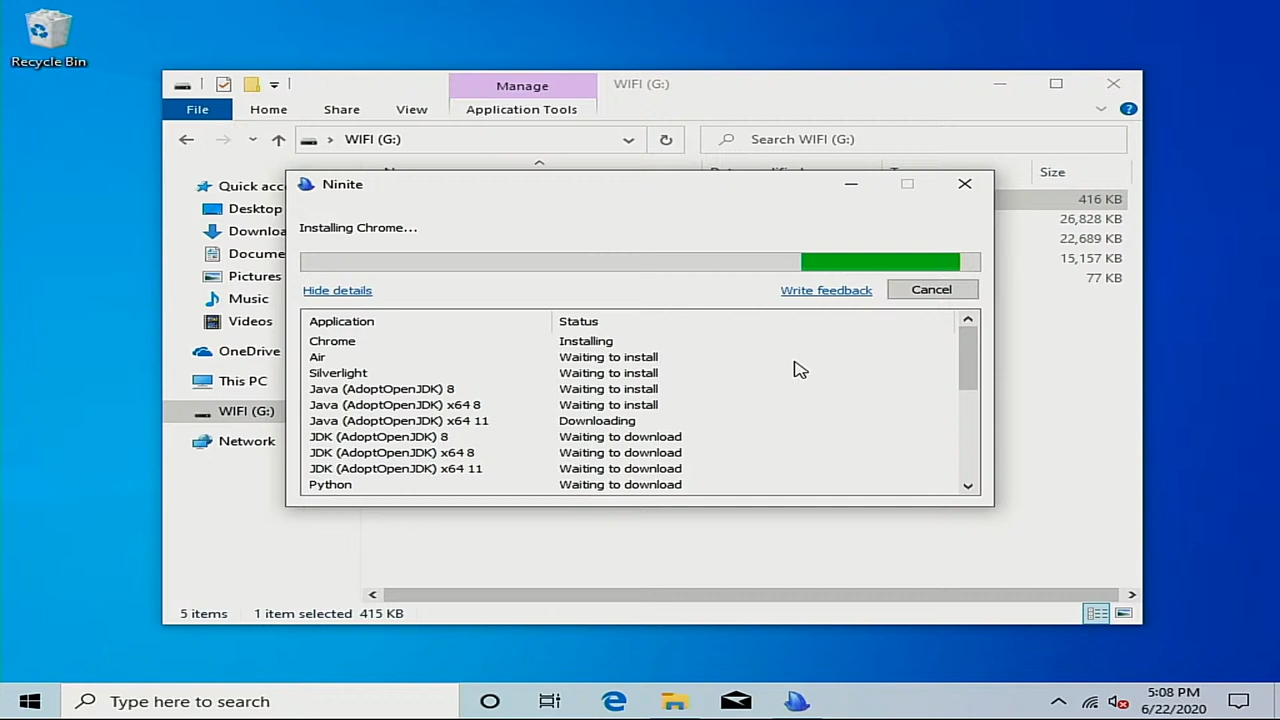 Recycle Bin
Manage
WIFI (G:)
File
Home
Share
View
Application Tools
WIFI (G:)
Search WIFI (G:)
Size
Quick acc
Desktop
Downloa
Docume
Pictures
Music
Videos
OneDrive
This PC
WIFI (G:)
Network
416 KB
26,828 KB
22,689 KB
15,157 KB
77 KB
Ninite
Installing Chrome...
Hide details
Write feedback
Cancel
Application Status
Chrome Installing
Air Waiting to install
Silverlight Waiting to install
Java (AdoptOpenJDK) 8 Waiting to install
Java (AdoptOpenJDK) x64 8 Waiting to install
Java (AdoptOpenJDK) x64 11 Downloading
JDK (AdoptOpenJDK) 8 Waiting to download
JDK (AdoptOpenJDK) x64 8 Waiting to download
JDK (AdoptOpenJDK) x64 11 Waiting to download
Python Waiting to download
5 items 1 item selected 415 KB
Type here to search
5:08 PM
6/22/2020